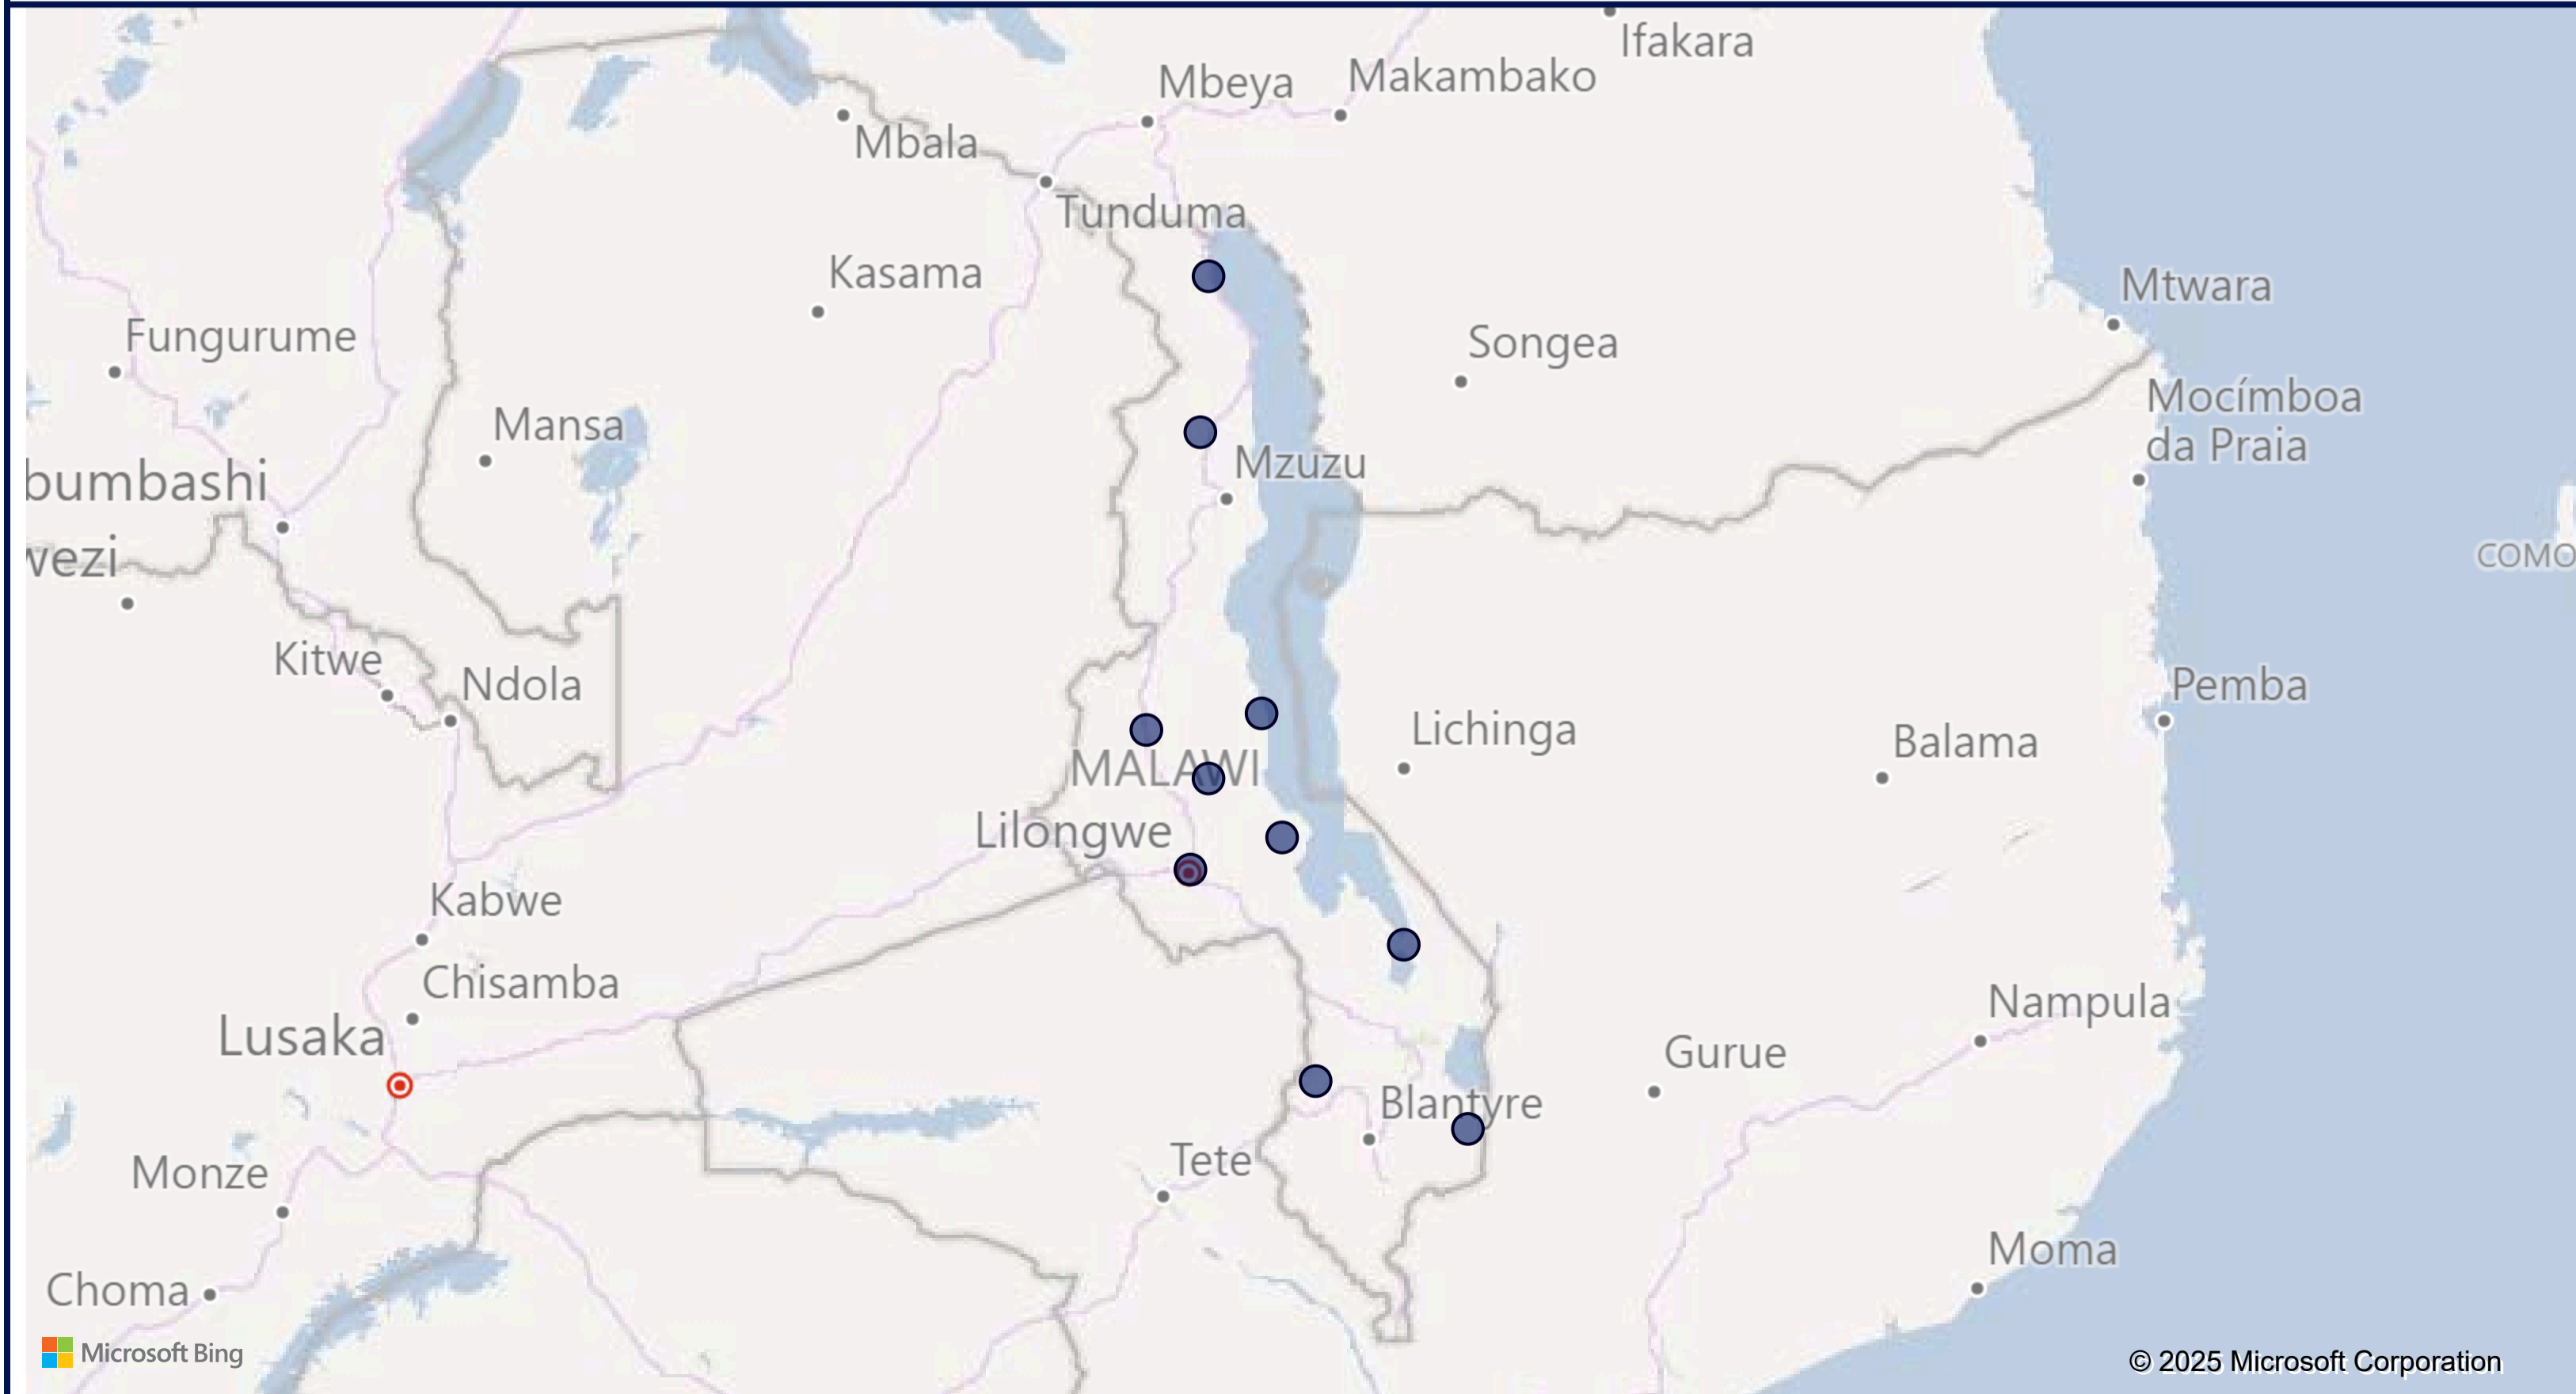 Ifakara
Mbeya
Makambako
Mbala
Tunduma
Kasama
Mtwara
Fungurume
Songea
Mocímboa
da Praia
Mansa
Mzuzu
bumbashi
wezi
COMO
Kitwe
Ndola
Pemba
Lichinga
Balama
MALAWI
Lilongwe
Kabwe
Chisamba
Nampula
Lusaka
Gurue
Blantyre
Tete
Monze
Moma
Choma
Microsoft Bing
© 2025 Microsoft Corporation